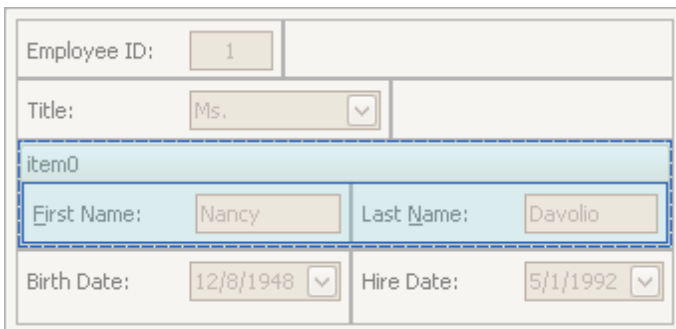 Employee ID: 1
Title: Ms.
item0
First Name: Nancy Last Name: Davolio
Birth Date: 12/8/1948 Hire Date: 5/1/1992